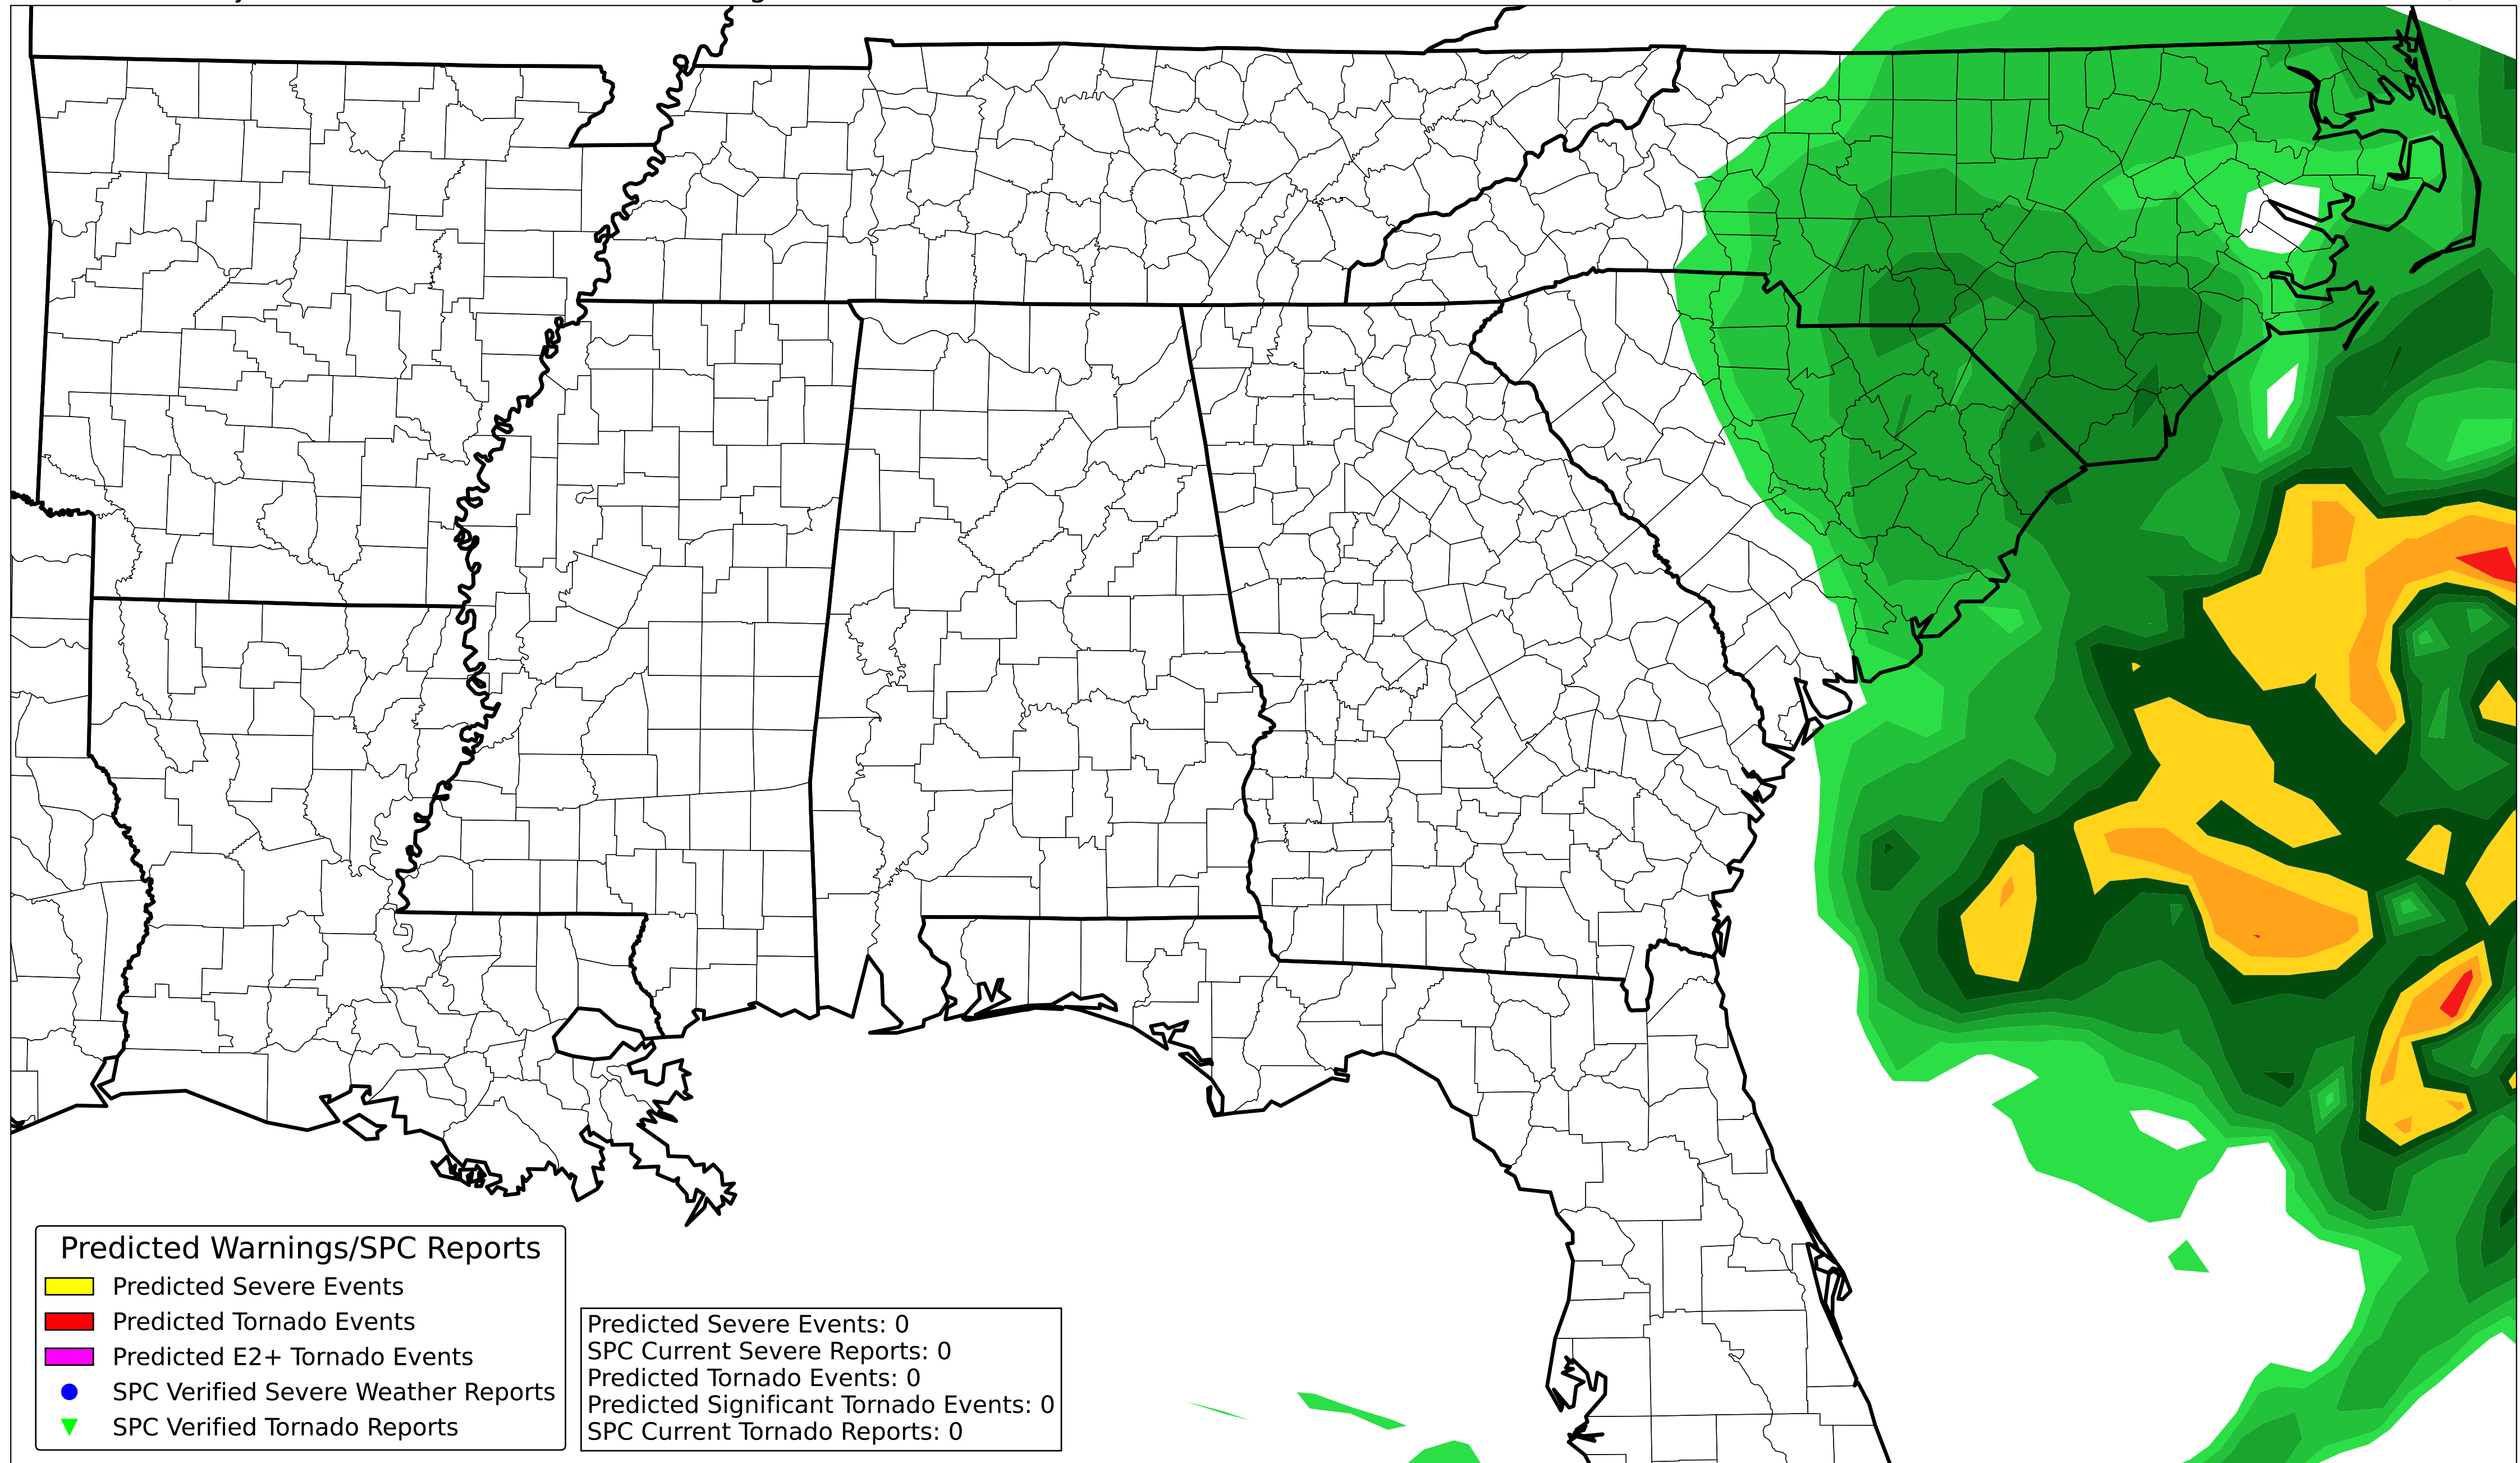 Predicted Warnings/SPC Reports
Predicted Severe Events
Predicted Tornado Events
Predicted E2+ Tornado Events
SPC Verified Severe Weather Reports
SPC Verified Tornado Reports
Predicted Severe Events: 0
SPC Current Severe Reports: 0
Predicted Tornado Events: 0
Predicted Significant Tornado Events: 0
SPC Current Tornado Reports: 0